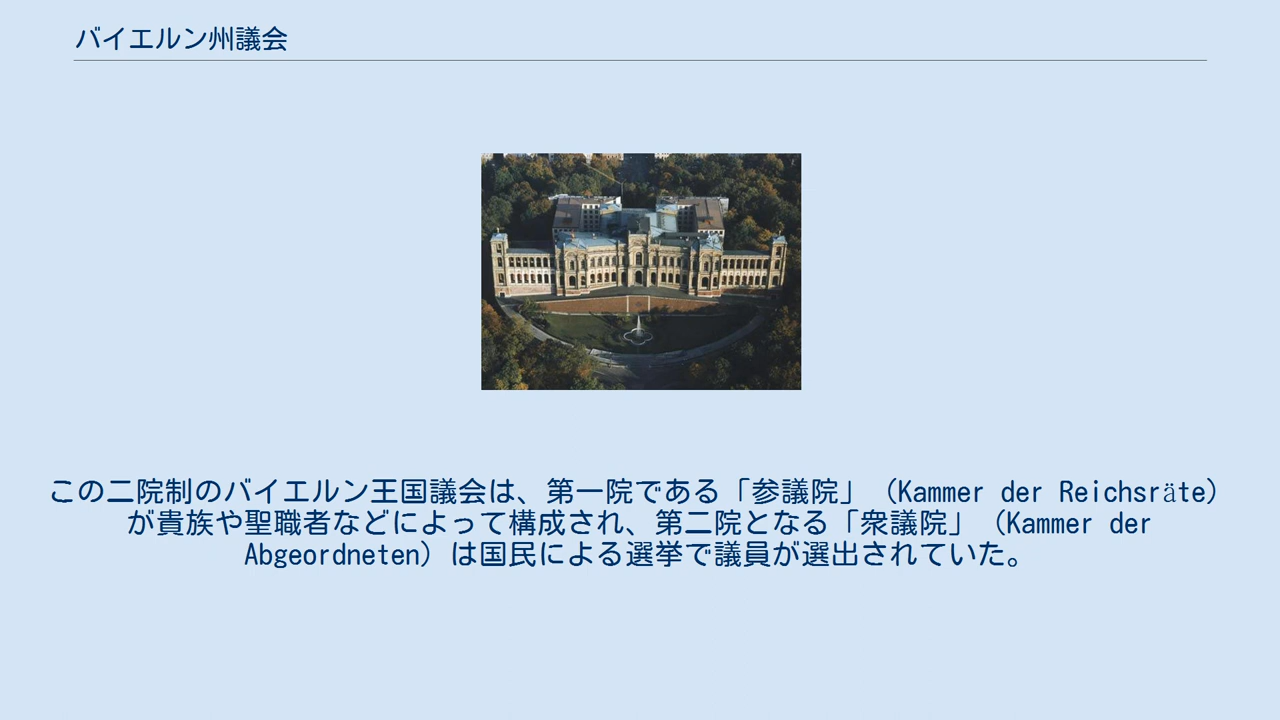 バイエルン州議会
この二院制のバイエルン王国議会は、第一院である「参議院」（Kammer der Reichsräte）
が貴族や聖職者などによって構成され、第二院となる「衆議院」（Kammer der
Abgeordneten）は国民による選挙で議員が選出されていた。